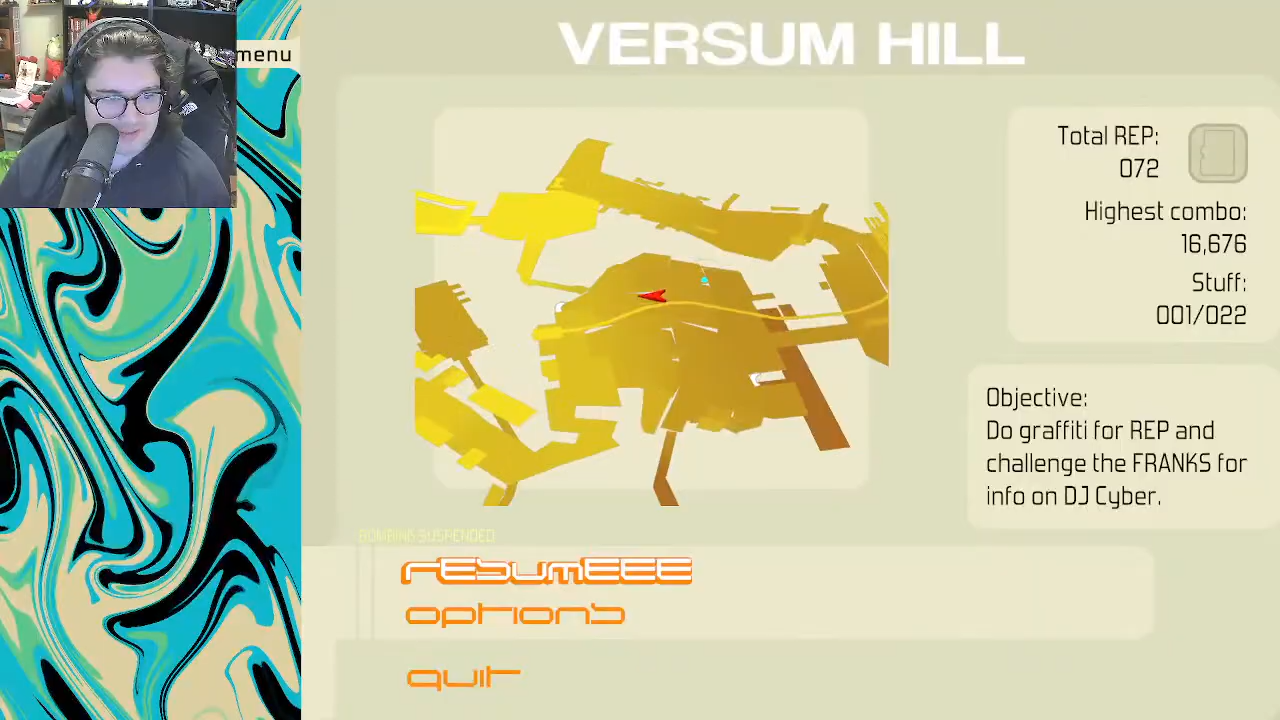 menu
VERSUM HILL
Total REP:
072
Highest combo:
16,676
Stuff:
001/022
Objective:
Do graffiti for REP and
challenge the FRANKS for
info on DJ Cyber.
BOMBING SUSPENDED
rEsumEEE
options
quit